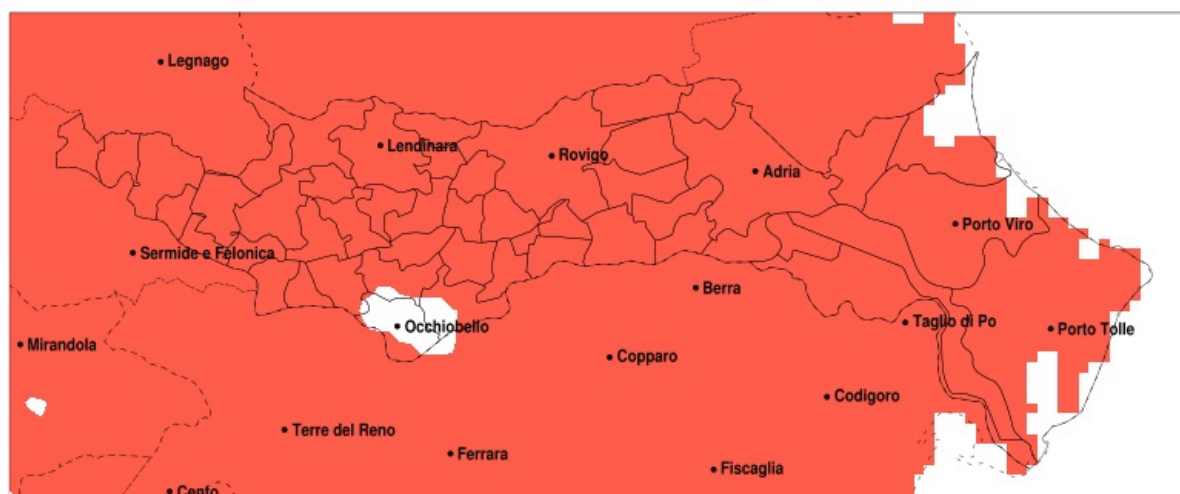 Legnago
Lendinara
Rovigo
Adria
Porto Viro
Sermide e Felonica
Berra
Occhiobello
Taglio di Po
Porto Tolle
Mirandola
Copparo
Codigoro
Terre del Reno
Ferrara
Fiscaglia
Cento